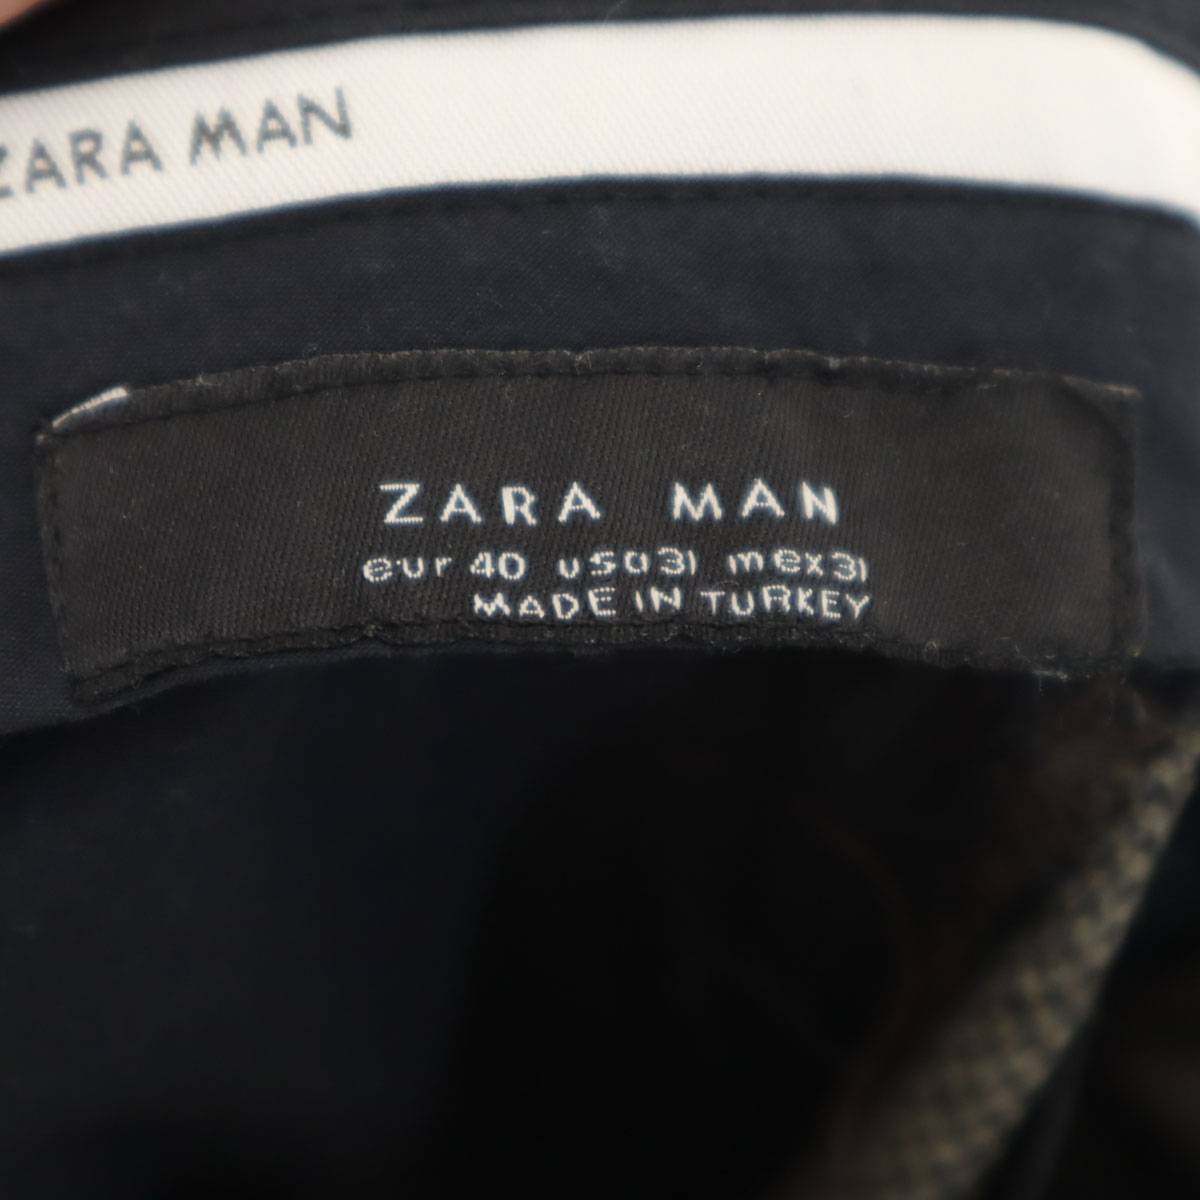 ZARA MAN
ZARA MAN
eur 40 usa31 mex31
MADE IN TURKEY